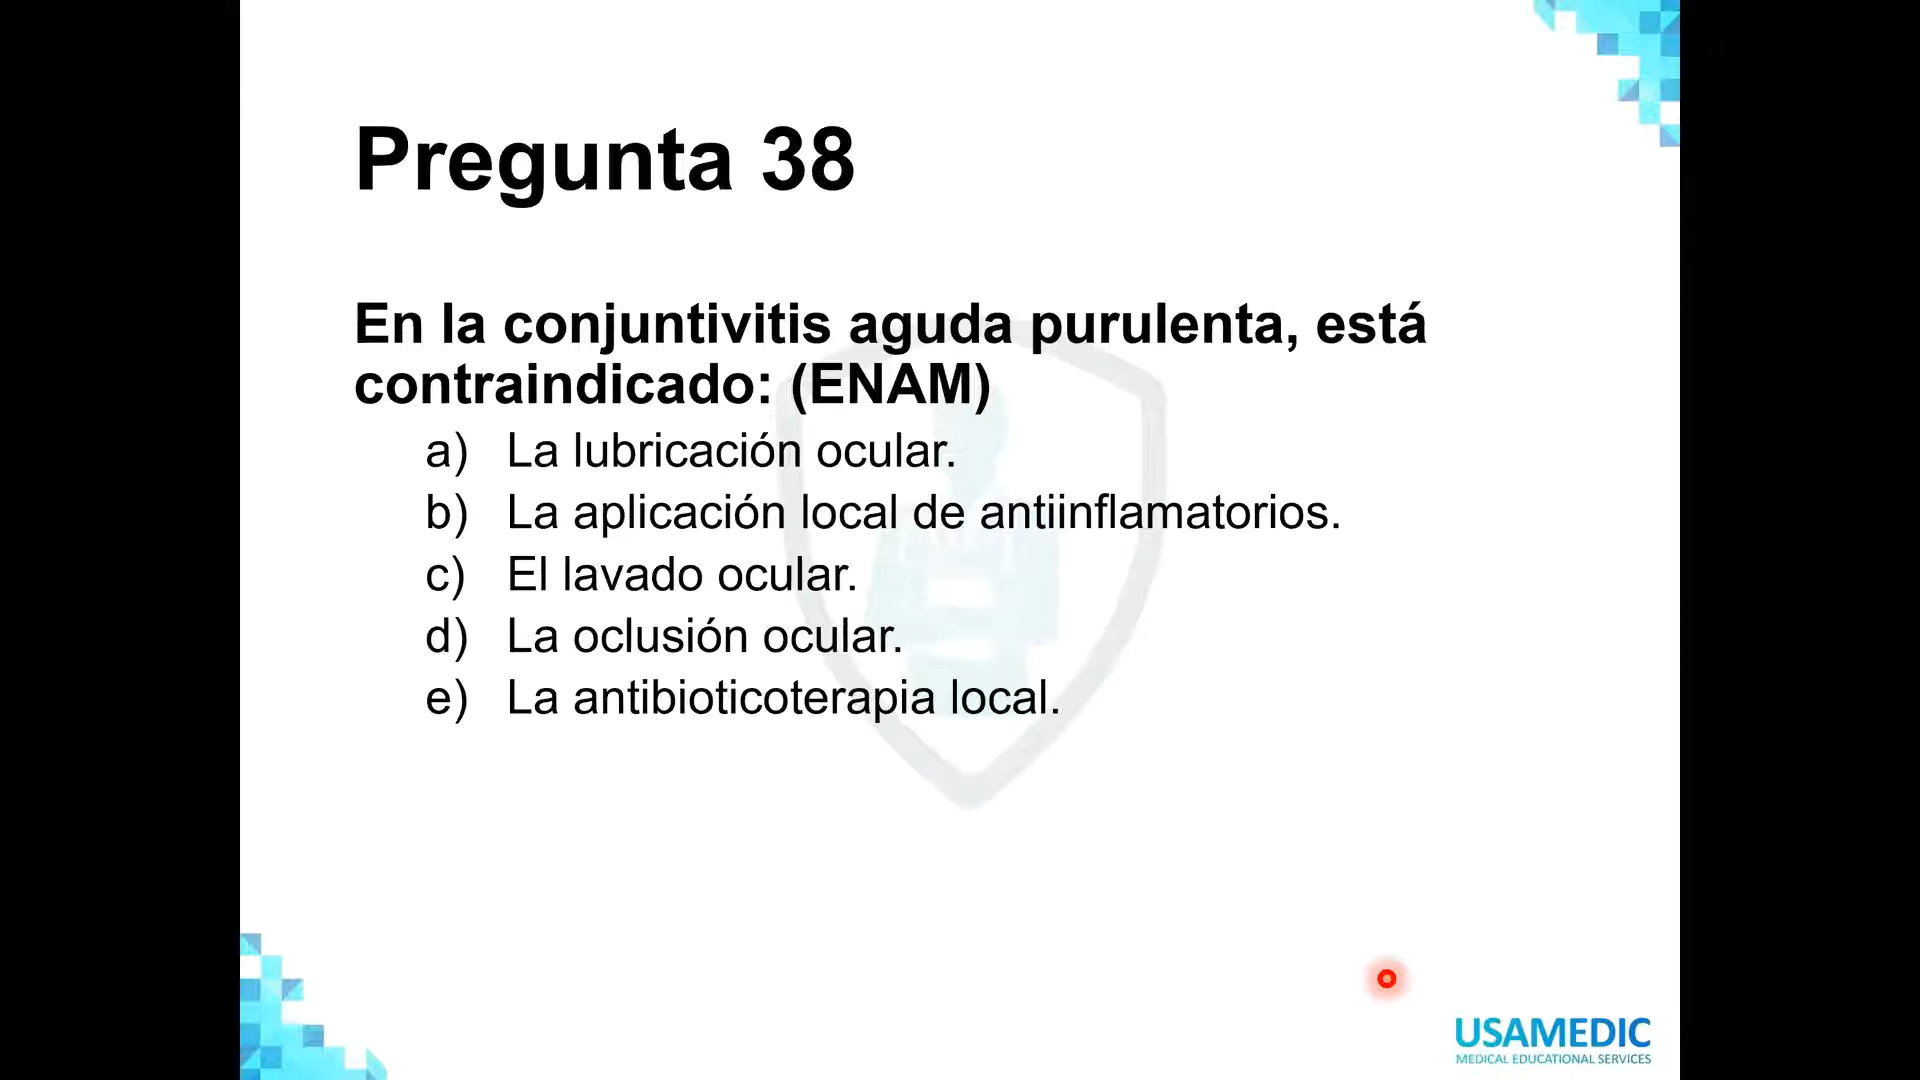 Pregunta 38
En la conjuntivitis aguda purulenta, está
contraindicado: (ENAM)
a) La lubricación ocular.
b) La aplicación local de antiinflamatorios.
c) El lavado ocular.
d) La oclusión ocular.
e) La antibioticoterapia local.
USAMEDIC
MEDICAL EDUCATIONAL SERVICES